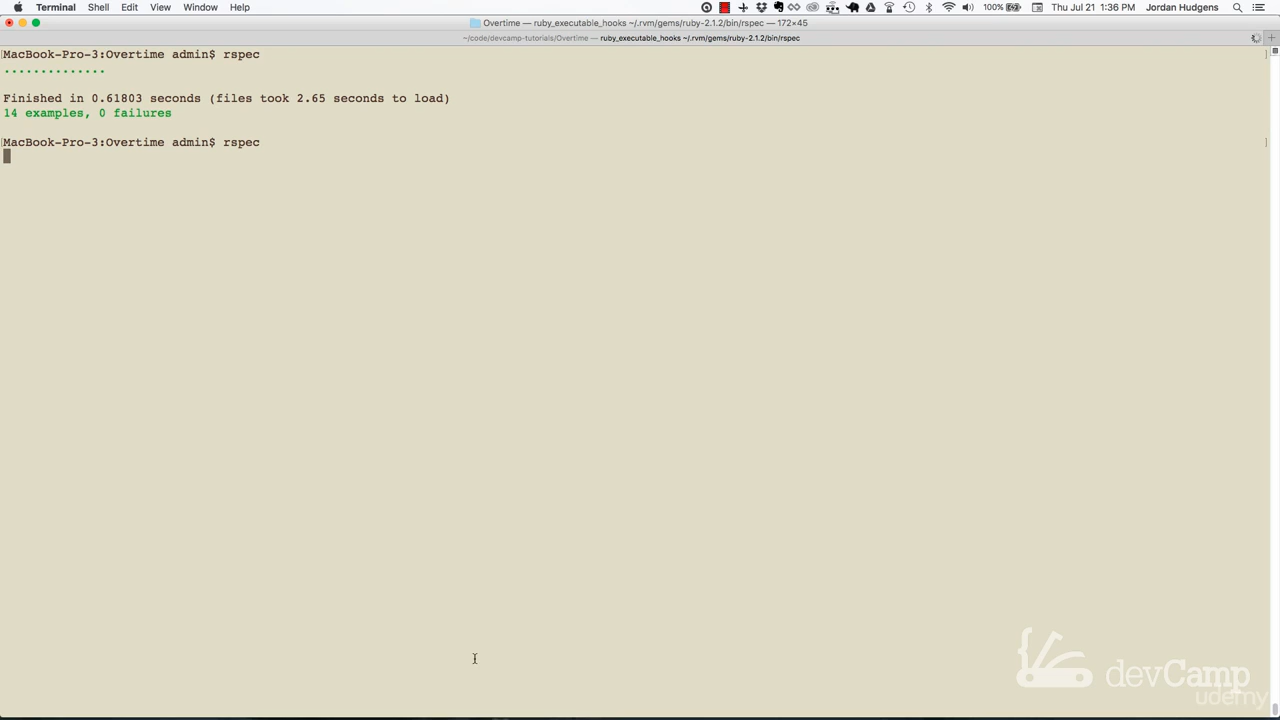 Terminal Shell Edit View Window Help 100% Thu Jul 21 1:36 PM Jordan Hudgens
Overtime — ruby_executable_hooks ~/.rvm/gems/ruby-2.1.2/bin/rspec — 172×45
~/code/devcamp-tutorials/Overtime — ruby_executable_hooks ~/.rvm/gems/ruby-2.1.2/bin/rspec
[MacBook-Pro-3:Overtime admin$ rspec ]
..............
Finished in 0.61803 seconds (files took 2.65 seconds to load)
14 examples, 0 failures
[MacBook-Pro-3:Overtime admin$ rspec ]
devCamp
udemy